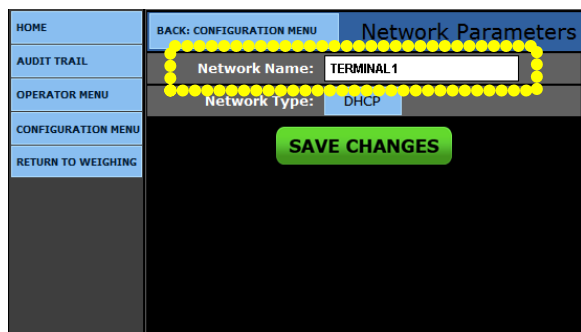 HOME
AUDIT TRAIL
OPERATOR MENU
CONFIGURATION MENU
RETURN TO WEIGHING
BACK: CONFIGURATION MENU
Network Parameters
Network Name: TERMINAL1
Network Type: DHCP
SAVE CHANGES